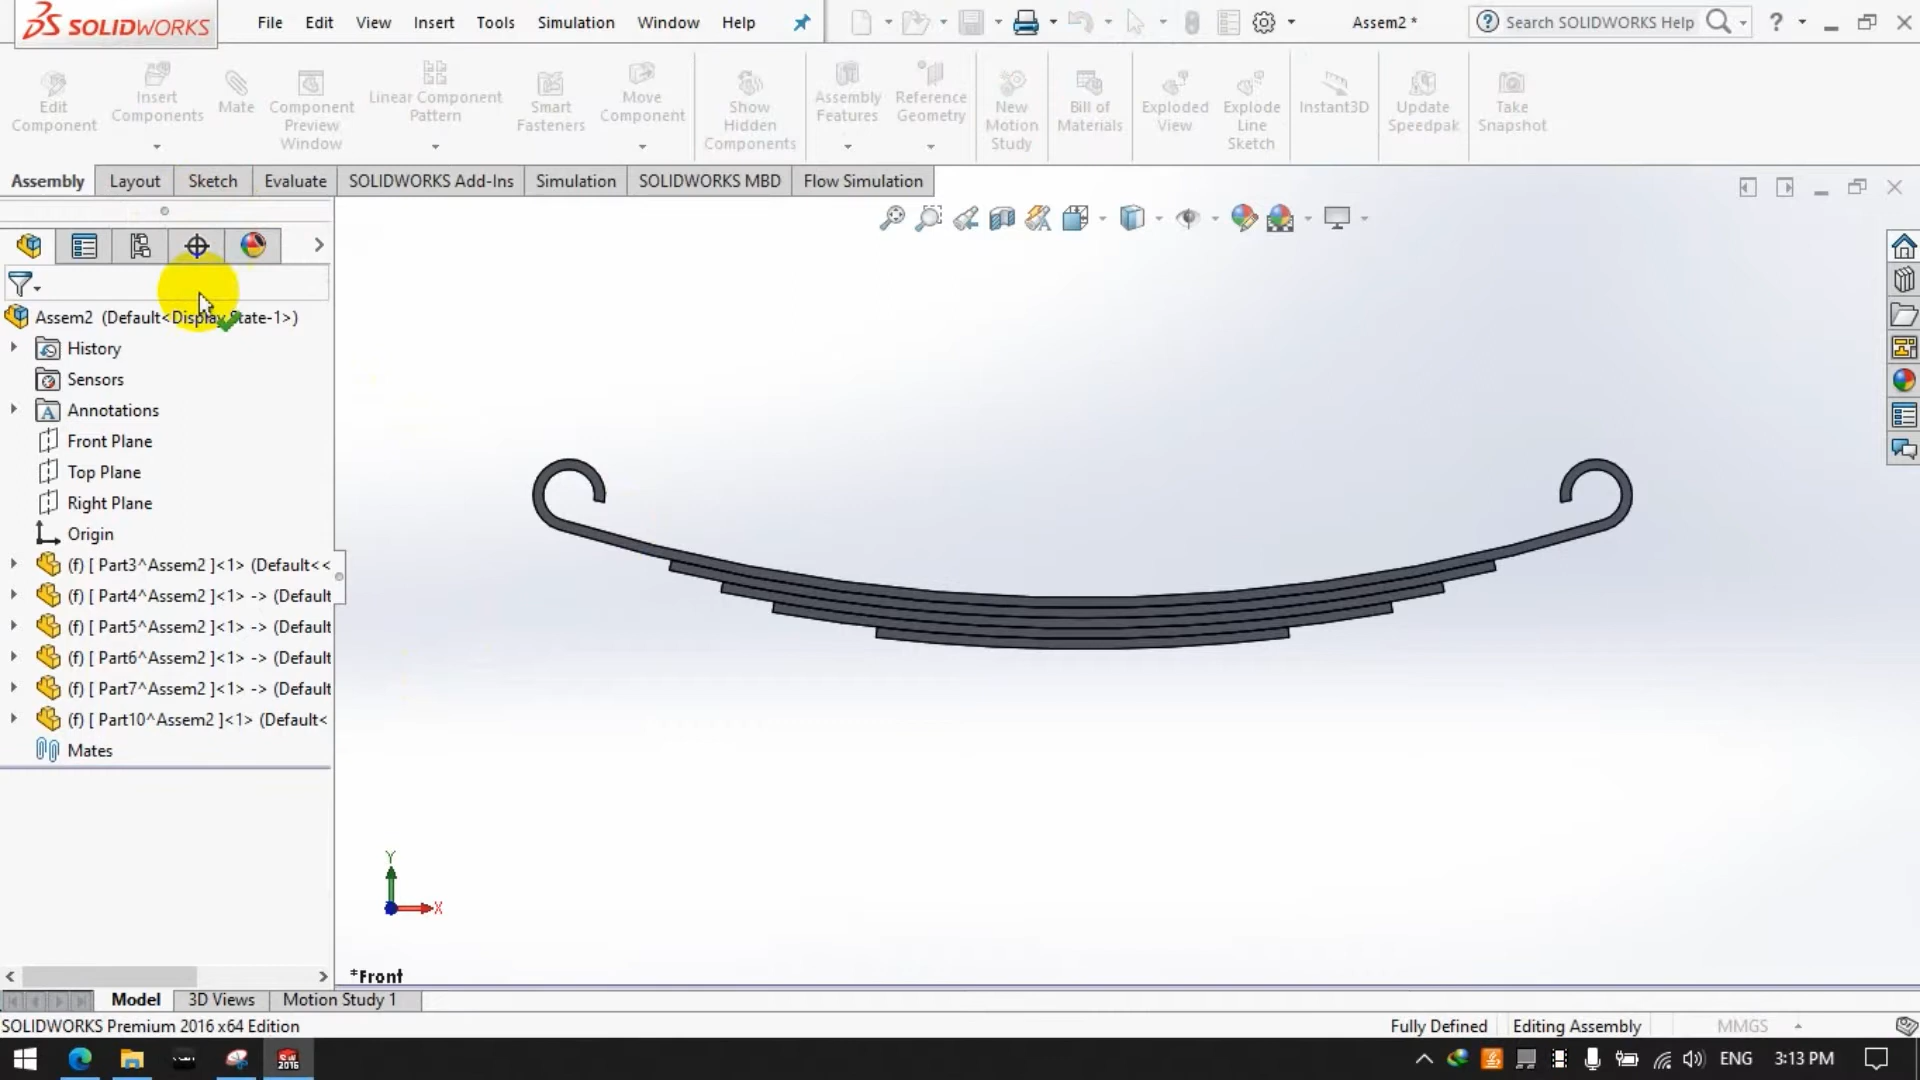 SOLIDWORKS File Edit View Insert Tools Simulation Window Help Assem2 * Search SOLIDWORKS Help ?
Edit Component
Insert Components
Mate
Component Preview Window
Linear Component Pattern
Smart Fasteners
Move Component
Show Hidden Components
Assembly Features
Reference Geometry
New Motion Study
Bill of Materials
Exploded View
Explode Line Sketch
Instant3D
Update Speedpak
Take Snapshot
Assembly Layout Sketch Evaluate SOLIDWORKS Add-Ins Simulation SOLIDWORKS MBD Flow Simulation
Assem2 (Default<Display State-1>)
History
Sensors
A Annotations
Front Plane
Top Plane
Right Plane
Origin
(f) [ Part3^Assem2 ]<1> (Default<<
(f) [ Part4^Assem2 ]<1> -> (Default
(f) [ Part5^Assem2 ]<1> -> (Default
(f) [ Part6^Assem2 ]<1> -> (Default
(f) [ Part7^Assem2 ]<1> -> (Default
(f) [ Part10^Assem2 ]<1> (Default<
Mates
Y
X
*Front
Model 3D Views Motion Study 1
SOLIDWORKS Premium 2016 x64 Edition Fully Defined Editing Assembly MMGS
SW 2016 ENG 3:13 PM